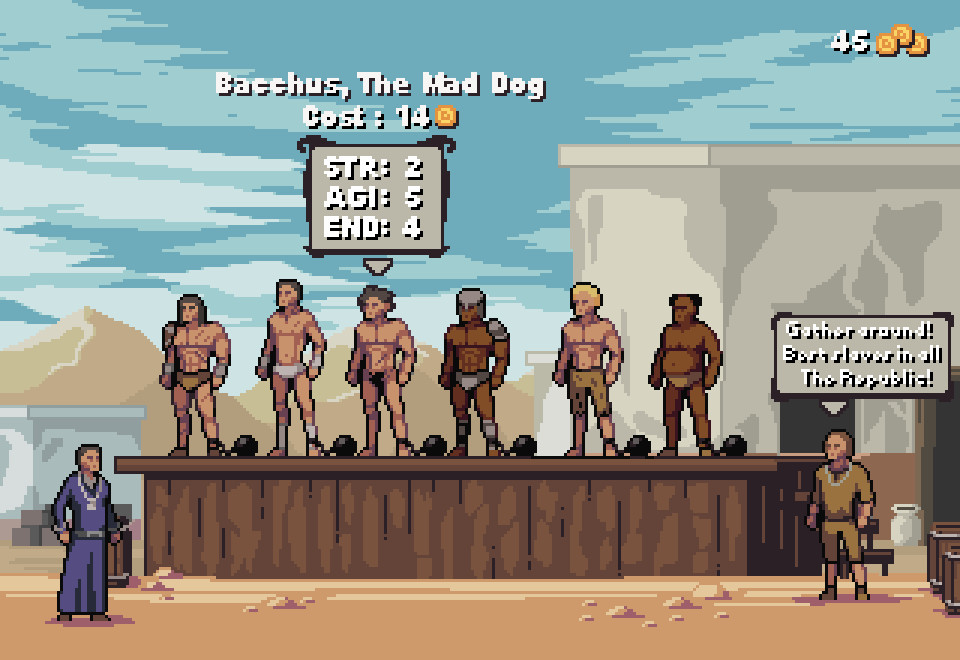 45
Bacchus, The Mad Dog
Cost : 14
STR: 2
AGI: 5
END: 4
Gather around!
Best slaves in all
The Republic!